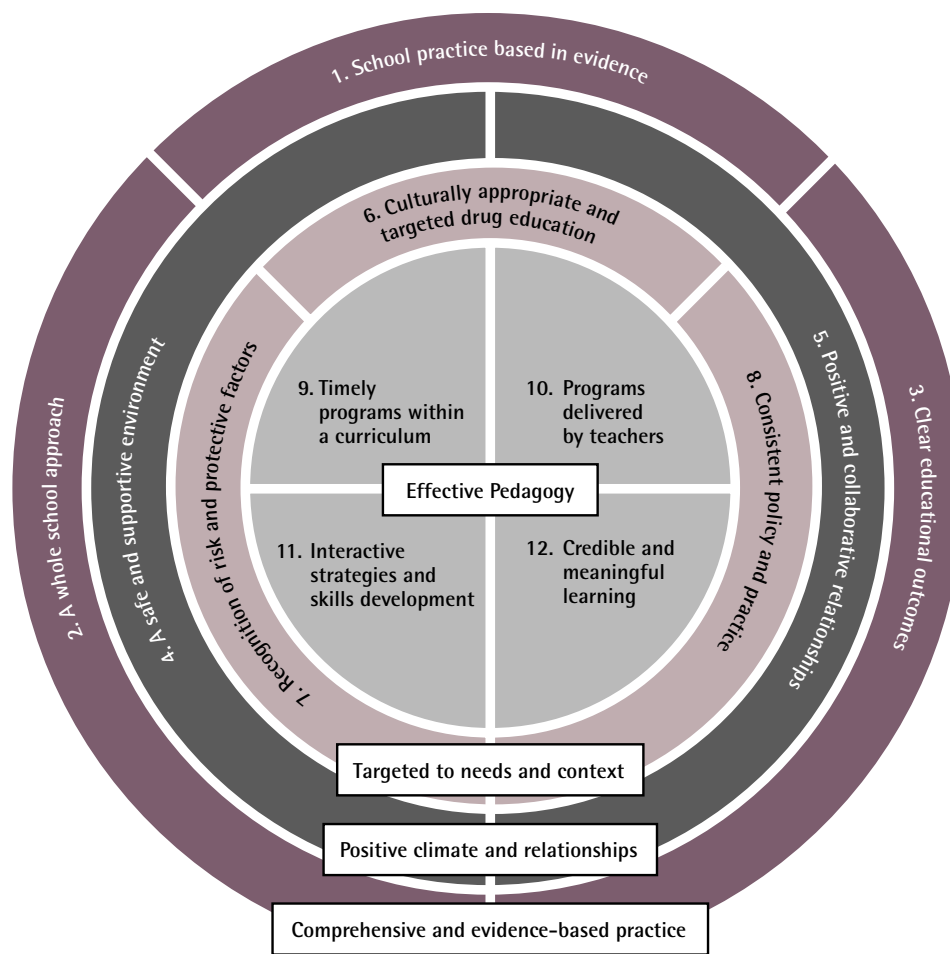 1. School practice based in evidence
2. A whole school approach
3. Clear educational outcomes
4. A safe and supportive environment
5. Positive and collaborative relationships
6. Culturally appropriate and
targeted drug education
7. Recognition of risk and protective factors
8. Consistent policy and practice
9. Timely
programs within
a curriculum
10. Programs
delivered
by teachers
Effective Pedagogy
11. Interactive
strategies and
skills development
12. Credible and
meaningful
learning
Targeted to needs and context
Positive climate and relationships
Comprehensive and evidence-based practice